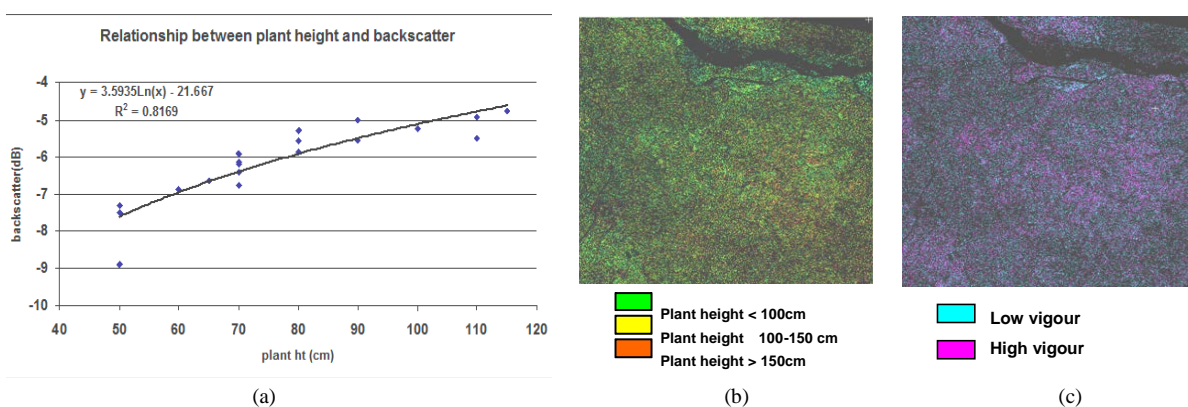 Relationship between plant height and backscatter
y = 3.5935Ln(x) - 21.667
R² = 0.8169
-4
-5
-6
-7
-8
-9
-10
backscatter(dB)
40 50 60 70 80 90 100 110 120
plant ht (cm)
(a)
Plant height < 100cm
Plant height 100-150 cm
Plant height > 150cm
(b)
Low vigour
High vigour
(c)